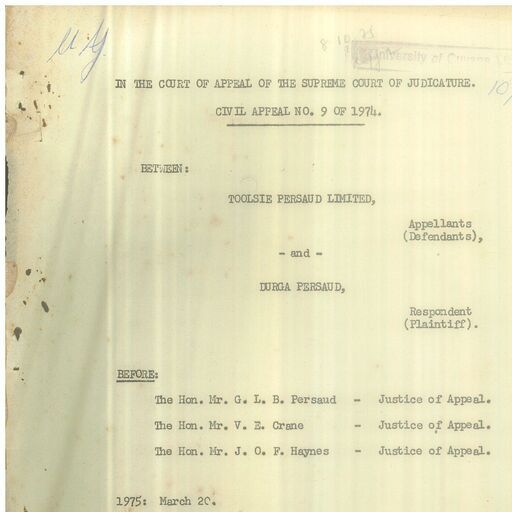 8 10 75
University of Guyana
IN THE COURT OF APPEAL OF THE SUPREME COURT OF JUDICATURE.
CIVIL APPEAL NO. 9 OF 1974.
BETWEEN:
TOOLSIE PERSAUD LIMITED,
Appellants
(Defendants),
- and -
DURGA PERSAUD,
Respondent
(Plaintiff).
BEFORE:
The Hon. Mr. G. L. B. Persaud - Justice of Appeal.
The Hon. Mr. V. E. Crane - Justice of Appeal.
The Hon. Mr. J. O. F. Haynes - Justice of Appeal.
1975: March 20.